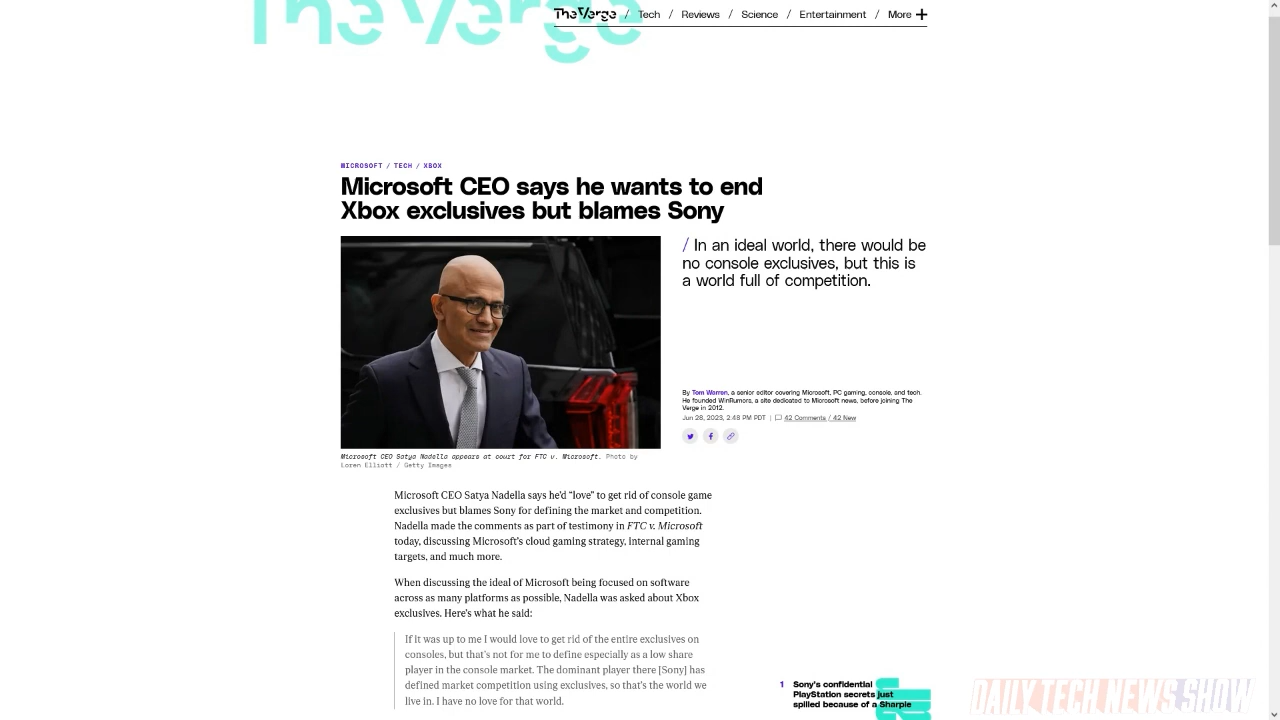 The Verge
The Verge / Tech / Reviews / Science / Entertainment / More +
MICROSOFT / TECH / XBOX
Microsoft CEO says he wants to end
Xbox exclusives but blames Sony
/ In an ideal world, there would be
no console exclusives, but this is
a world full of competition.
By Tom Warren, a senior editor covering Microsoft, PC gaming, console, and tech.
He founded WinRumors, a site dedicated to Microsoft news, before joining The
Verge in 2012.
Jun 28, 2023, 2:48 PM PDT | 42 Comments / 42 New
Microsoft CEO Satya Nadella appears at court for FTC v. Microsoft. Photo by
Loren Elliott / Getty Images
Microsoft CEO Satya Nadella says he'd “love” to get rid of console game
exclusives but blames Sony for defining the market and competition.
Nadella made the comments as part of testimony in FTC v. Microsoft
today, discussing Microsoft's cloud gaming strategy, internal gaming
targets, and much more.
When discussing the ideal of Microsoft being focused on software
across as many platforms as possible, Nadella was asked about Xbox
exclusives. Here's what he said:
If it was up to me I would love to get rid of the entire exclusives on
consoles, but that's not for me to define especially as a low share
player in the console market. The dominant player there [Sony] has
defined market competition using exclusives, so that's the world we
live in. I have no love for that world.
1 Sony's confidential
PlayStation secrets just
spilled because of a Sharpie
DAILY TECH NEWS SHOW